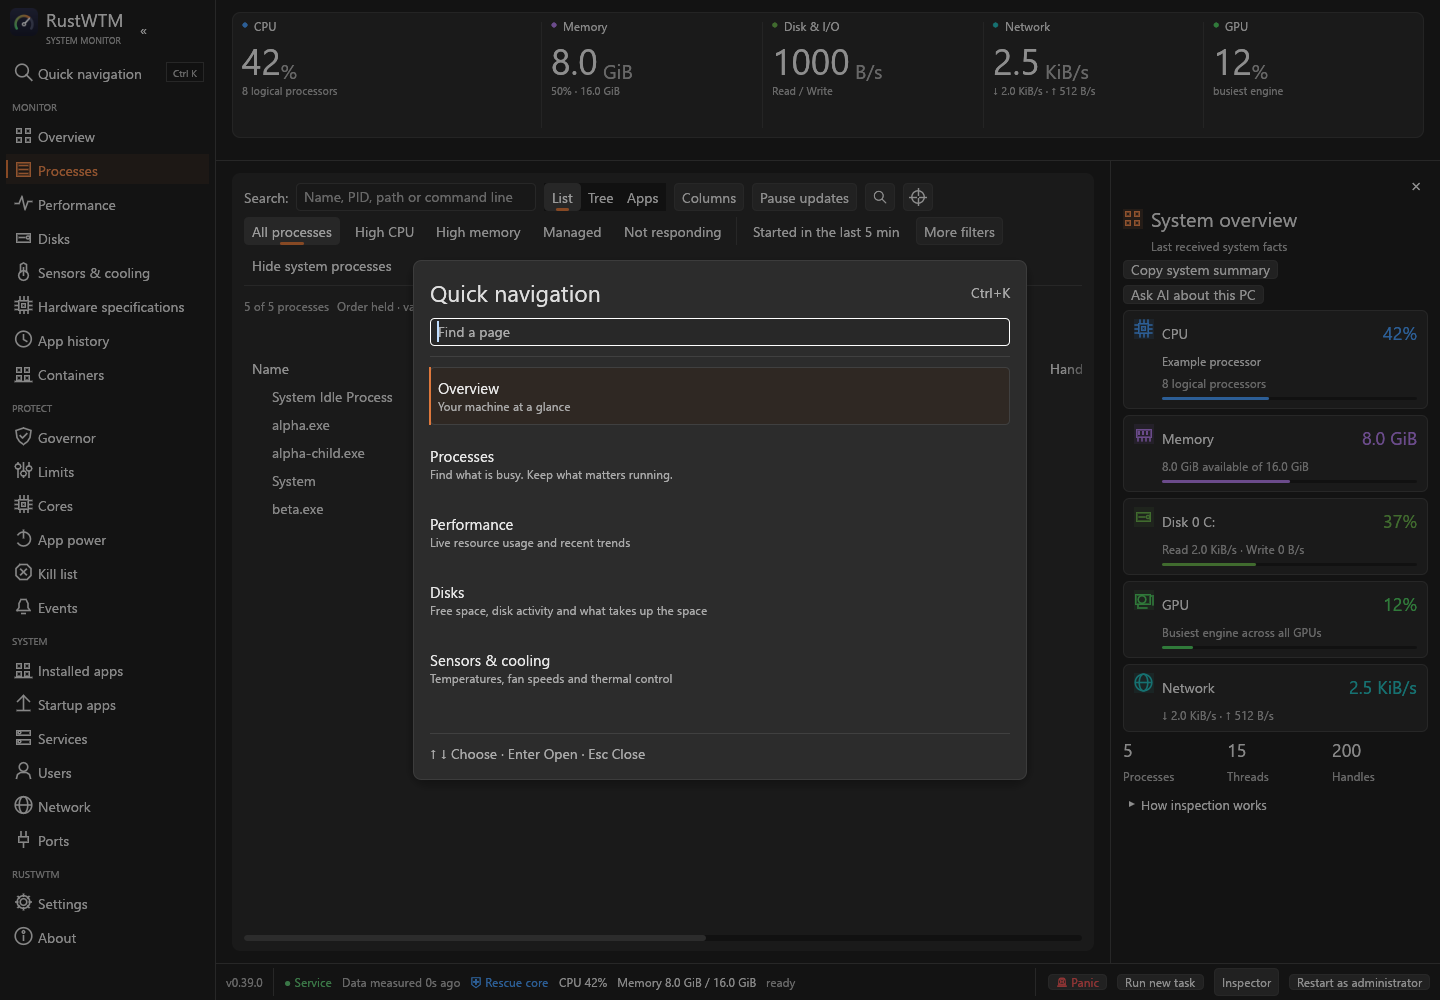 RustWTM
SYSTEM MONITOR
«
Quick navigation
Ctrl K
MONITOR
Overview
Processes
Performance
Disks
Sensors & cooling
Hardware specifications
App history
Containers
PROTECT
Governor
Limits
Cores
App power
Kill list
Events
SYSTEM
Installed apps
Startup apps
Services
Users
Network
Ports
RUSTWTM
Settings
About
CPU
42%
8 logical processors
Memory
8.0 GiB
50% · 16.0 GiB
Disk & I/O
1000 B/s
Read / Write
Network
2.5 KiB/s
↓ 2.0 KiB/s · ↑ 512 B/s
GPU
12%
busiest engine
Search: Name, PID, path or command line
List Tree Apps Columns Pause updates
All processes High CPU High memory Managed Not responding Started in the last 5 min More filters
Hide system processes
5 of 5 processes Order held · va
Name
Hand
System Idle Process
alpha.exe
alpha-child.exe
System
beta.exe
Quick navigation
Ctrl+K
Find a page
Overview
Your machine at a glance
Processes
Find what is busy. Keep what matters running.
Performance
Live resource usage and recent trends
Disks
Free space, disk activity and what takes up the space
Sensors & cooling
Temperatures, fan speeds and thermal control
↑ ↓ Choose · Enter Open · Esc Close
×
System overview
Last received system facts
Copy system summary
Ask AI about this PC
CPU 42%
Example processor
8 logical processors
Memory 8.0 GiB
8.0 GiB available of 16.0 GiB
Disk 0 C: 37%
Read 2.0 KiB/s · Write 0 B/s
GPU 12%
Busiest engine across all GPUs
Network 2.5 KiB/s
↓ 2.0 KiB/s · ↑ 512 B/s
5 15 200
Processes Threads Handles
How inspection works
v0.39.0 Service Data measured 0s ago Rescue core CPU 42% Memory 8.0 GiB / 16.0 GiB ready
Panic Run new task Inspector Restart as administrator